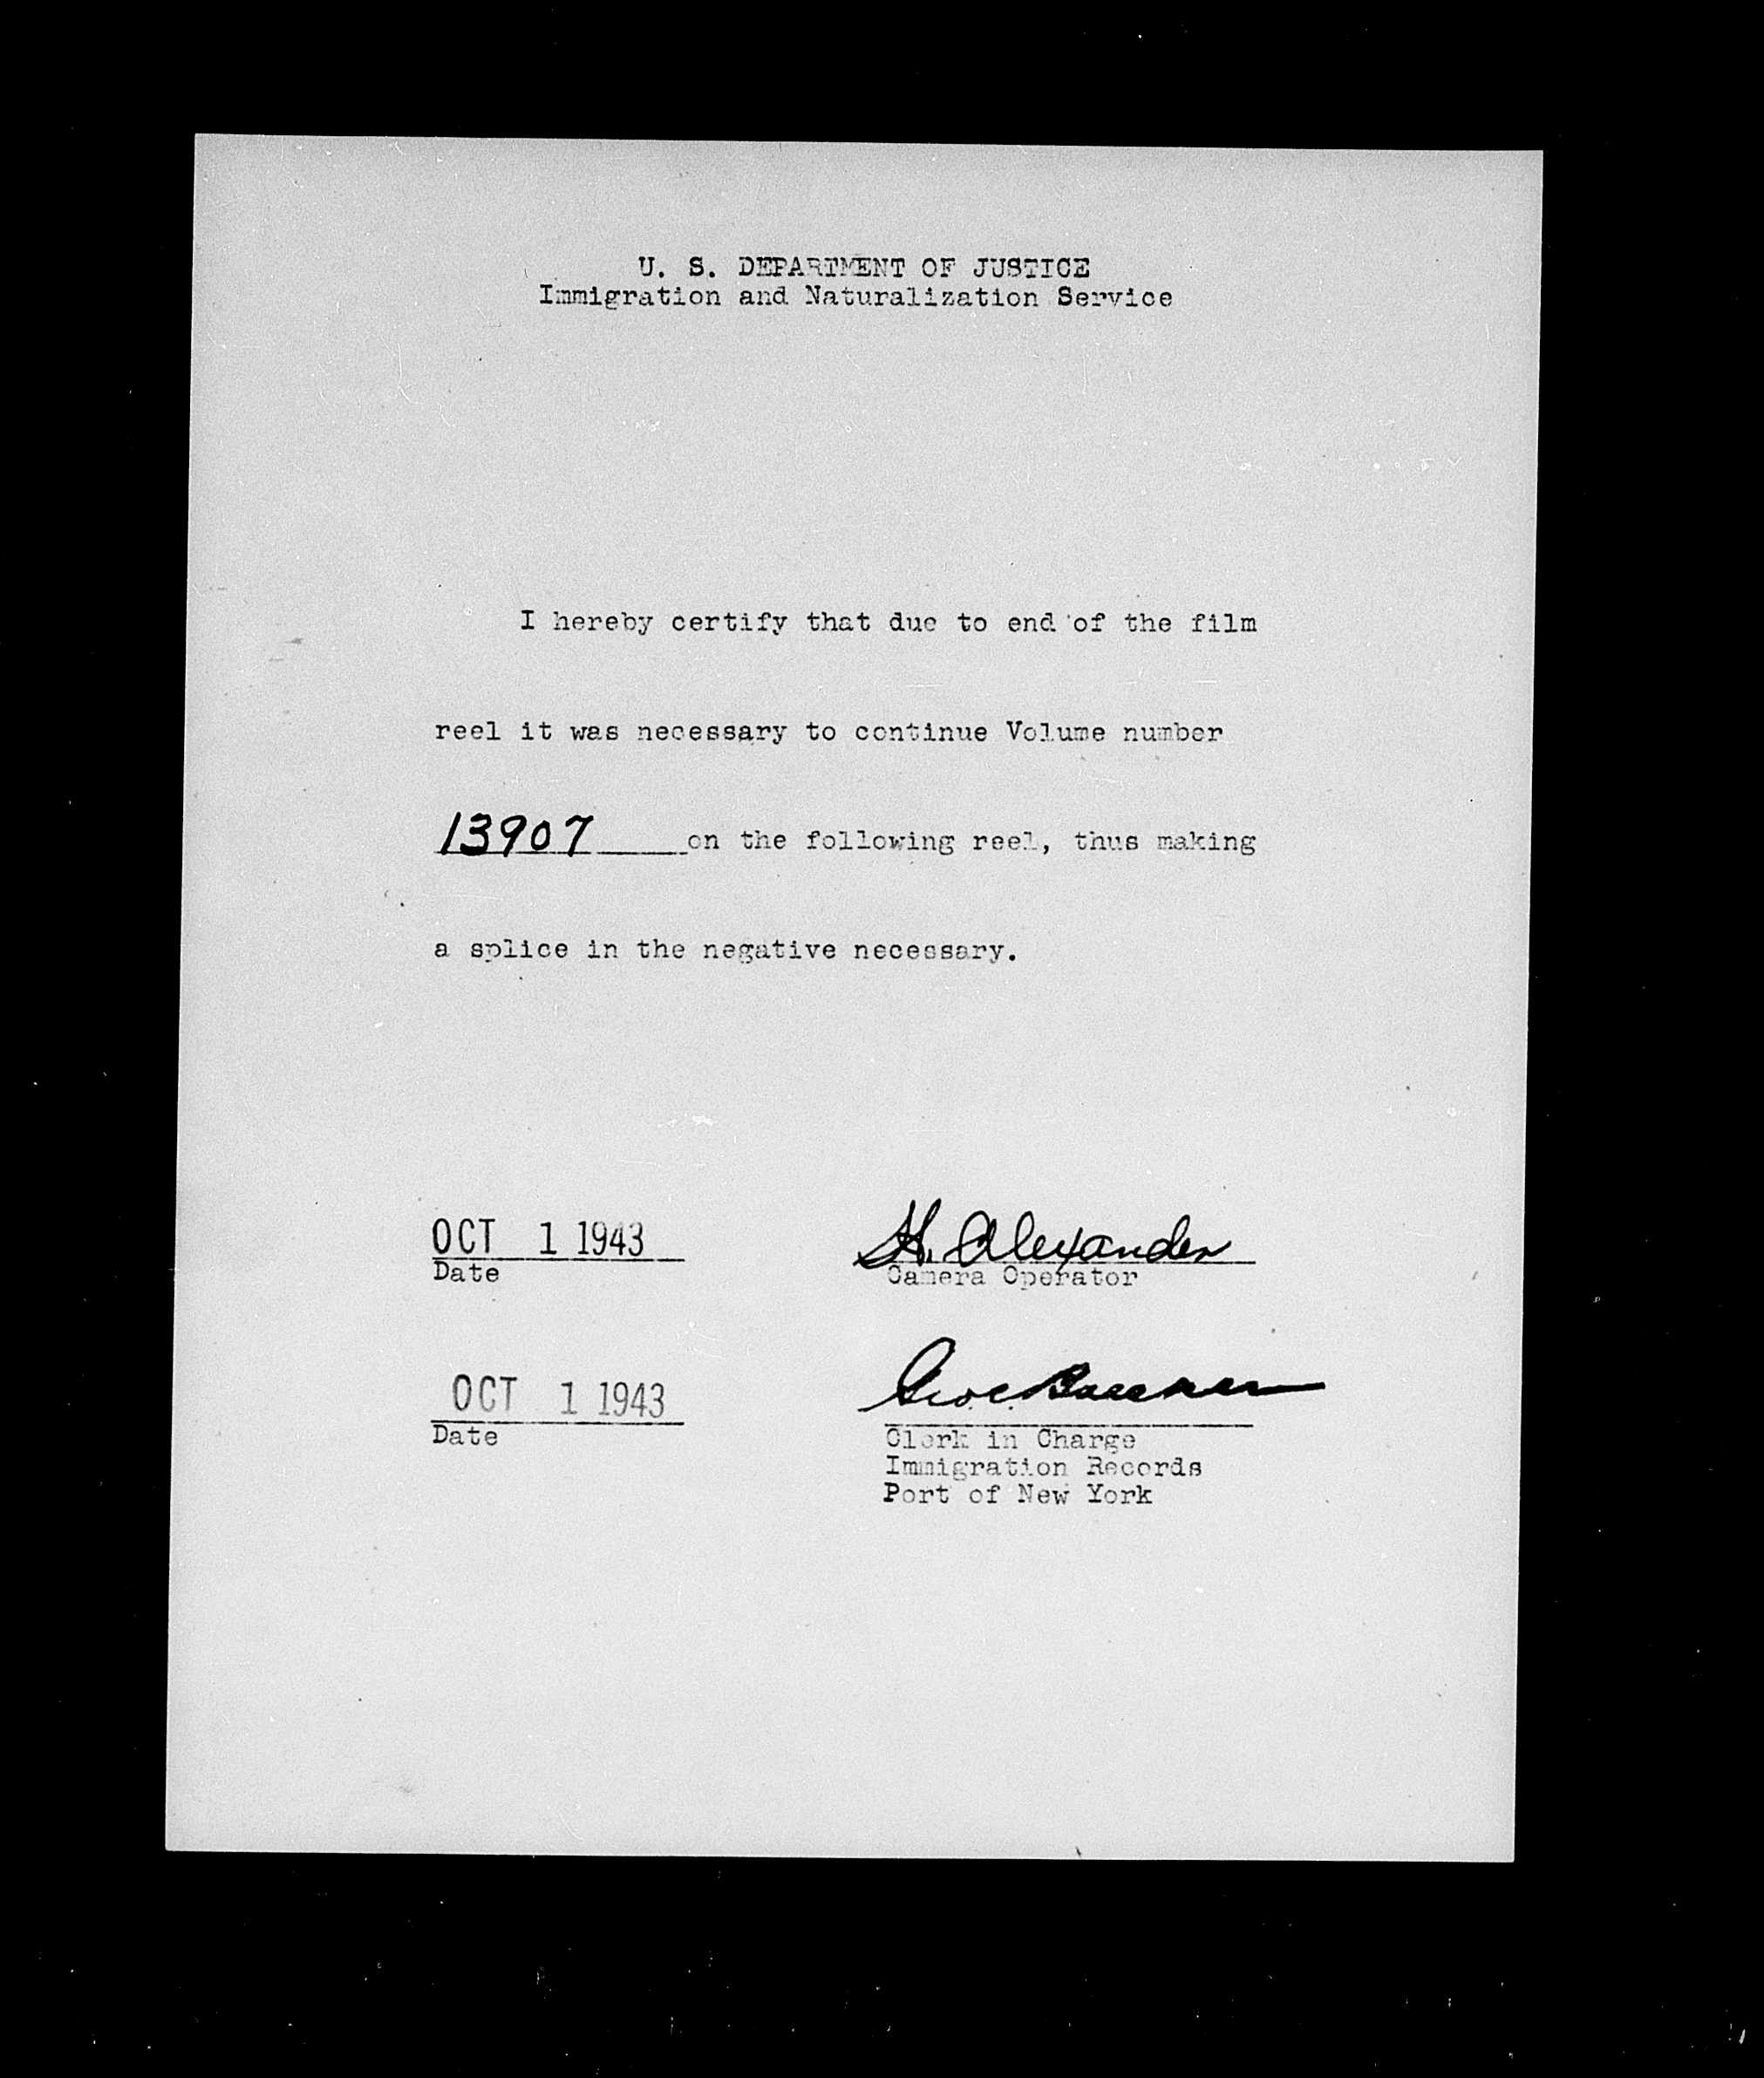 U. S. DEPARTMENT OF JUSTICE
Immigration and Naturalization Service
I hereby certify that due to end of the film
reel it was necessary to continue Volume number
13907 on the following reel, thus making
a splice in the negative necessary.
OCT 1 1943
Date
H. Alexander
Camera Operator
OCT 1 1943
Date
Clerk in Charge
Immigration Records
Port of New York